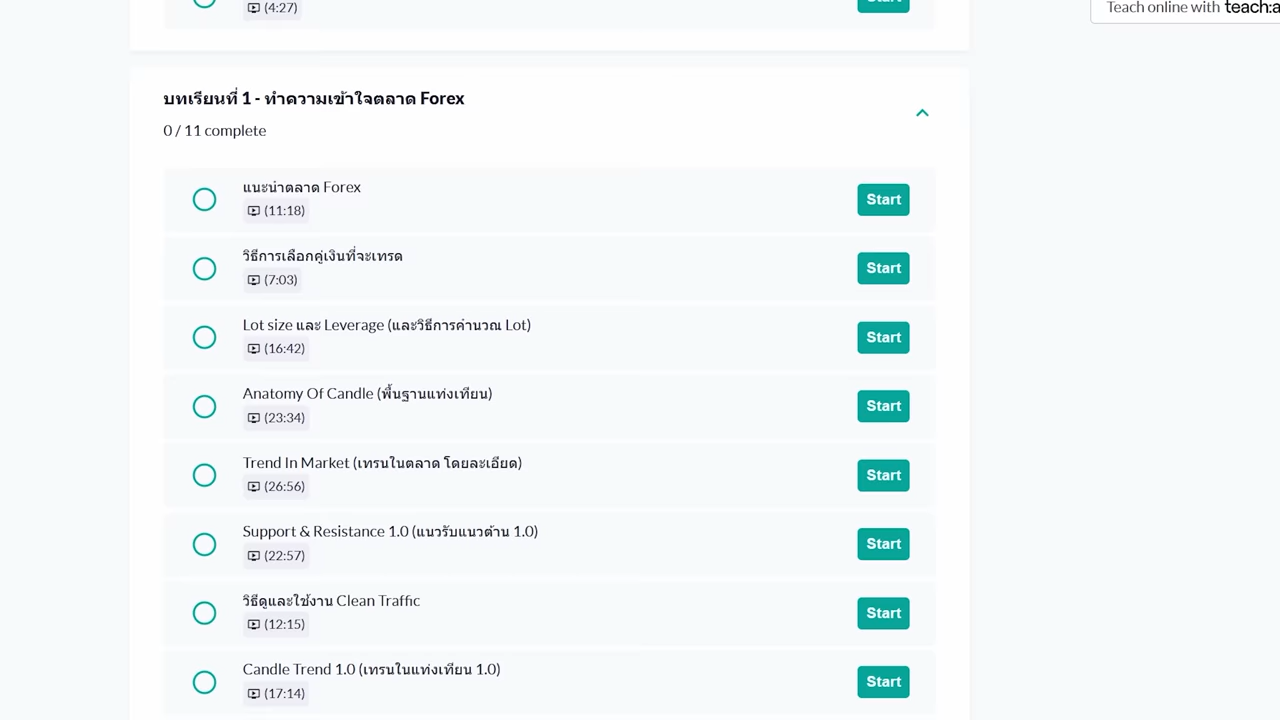 (4:27)
Teach online with teach:a
บทเรียนที่ 1 - ทำความเข้าใจตลาด Forex
0 / 11 complete
แนะนำตลาด Forex
(11:18)
Start
วิธีการเลือกคู่เงินที่จะเทรด
(7:03)
Start
Lot size และ Leverage (และวิธีการคำนวณ Lot)
(16:42)
Start
Anatomy Of Candle (พื้นฐานแท่งเทียน)
(23:34)
Start
Trend In Market (เทรนในตลาด โดยละเอียด)
(26:56)
Start
Support & Resistance 1.0 (แนวรับแนวต้าน 1.0)
(22:57)
Start
วิธีดูและใช้งาน Clean Traffic
(12:15)
Start
Candle Trend 1.0 (เทรนในแท่งเทียน 1.0)
(17:14)
Start